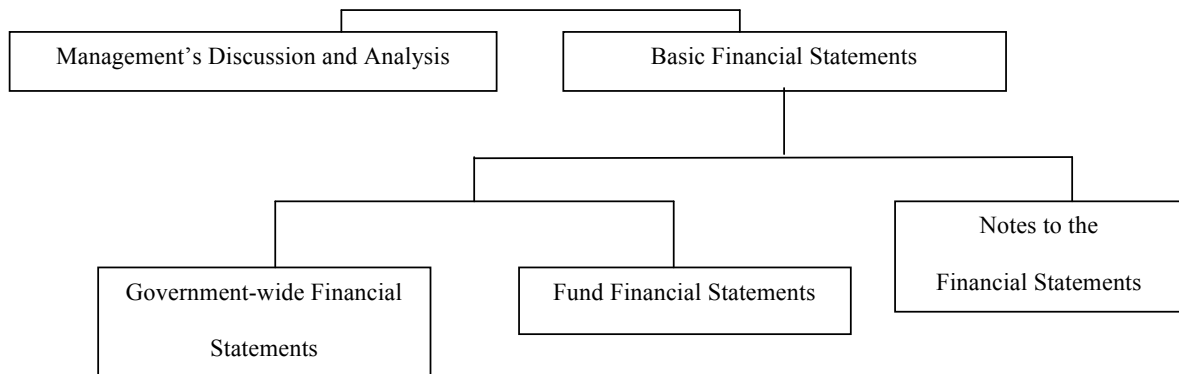 Management’s Discussion and Analysis
Basic Financial Statements
Notes to the
Financial Statements
Government-wide Financial
Statements
Fund Financial Statements